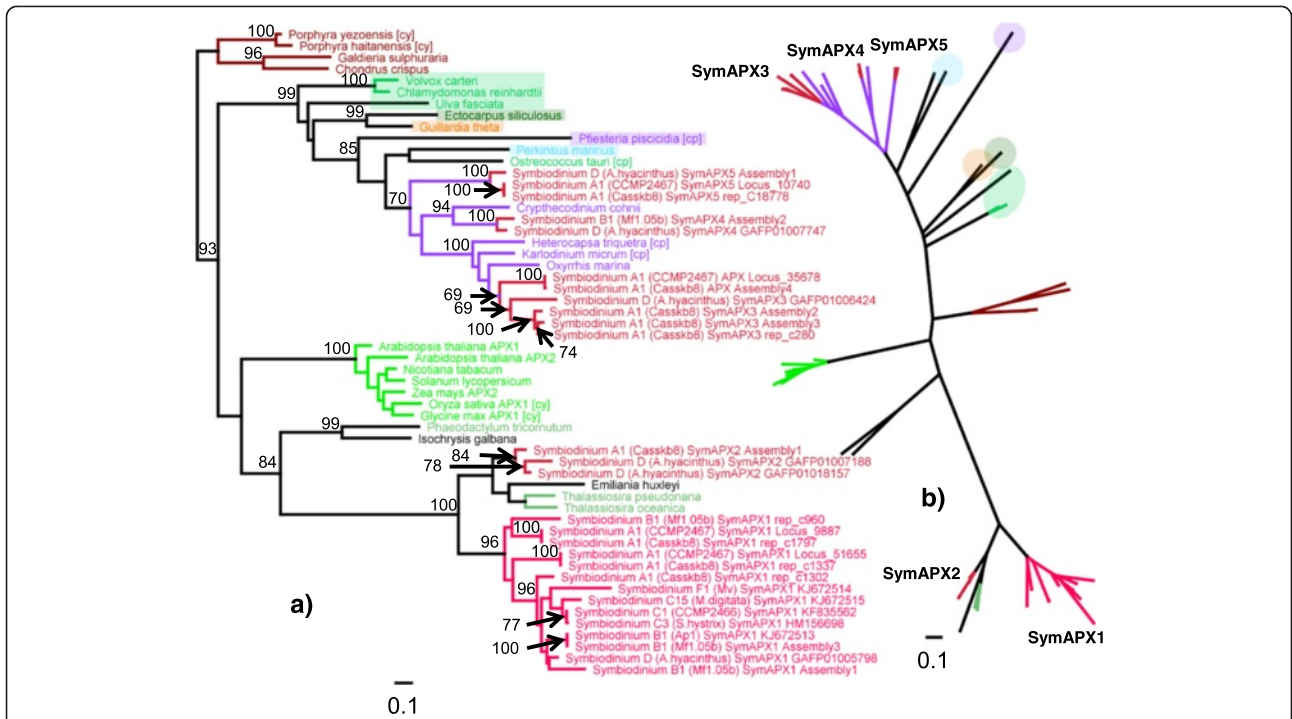 100
Porphyra yezoensis [cy]
Porphyra haitanensis [cy]
96
Galdieria sulphuraria
Chondrus crispus
99
100
Volvox carteri
Chlamydomonas reinhardtii
Ulva fasciata
99
Ectocarpus siliculosus
Guillardia theta
85
Pfiesteria piscicidia [cp]
Perkinsus marinus
Ostreococcus tauri [cp]
70
100
Symbiodinium D (A.hyacinthus) SymAPX5 Assembly1
100
Symbiodinium A1 (CCMP2467) SymAPX5 Locus_10740
Symbiodinium A1 (Casskb8) SymAPX5 rep_C18778
94
Crypthecodinium cohnii
100
Symbiodinium B1 (Mf1.05b) SymAPX4 Assembly2
Symbiodinium D (A.hyacinthus) SymAPX4 GAFP01007747
100
Heterocapsa triquetra [cp]
Karlodinium micrum [cp]
Oxyrrhis marina
93
100
Symbiodinium A1 (CCMP2467) APX Locus_35678
Symbiodinium A1 (Casskb8) APX Assembly4
69
Symbiodinium D (A.hyacinthus) SymAPX3 GAFP01006424
69
Symbiodinium A1 (Casskb8) SymAPX3 Assembly2
100
Symbiodinium A1 (Casskb8) SymAPX3 Assembly3
Symbiodinium A1 (Casskb8) SymAPX3 rep_c280
74
100
Arabidopsis thaliana APX1
Arabidopsis thaliana APX2
Nicotiana tabacum
Solanum lycopersicum
Zea mays APX2
Oryza sativa APX1 [cy]
Glycine max APX1 [cy]
99
Phaeodactylum tricornutum
Isochrysis galbana
84
84
Symbiodinium A1 (Casskb8) SymAPX2 Assembly1
78
Symbiodinium D (A.hyacinthus) SymAPX2 GAFP01007188
Symbiodinium D (A.hyacinthus) SymAPX2 GAFP01018157
Emiliania huxleyi
Thalassiosira pseudonana
Thalassiosira oceanica
100
Symbiodinium B1 (Mf1.05b) SymAPX1 rep_c960
100
Symbiodinium A1 (CCMP2467) SymAPX1 Locus_9887
Symbiodinium A1 (Casskb8) SymAPX1 rep_c1797
96
100
Symbiodinium A1 (CCMP2467) SymAPX1 Locus_51655
Symbiodinium A1 (Casskb8) SymAPX1 rep_c1337
Symbiodinium A1 (Casskb8) SymAPX1 rep_c1302
96
Symbiodinium F1 (Mv) SymAPX1 KJ672514
Symbiodinium C15 (M.digitata) SymAPX1 KJ672515
Symbiodinium C1 (CCMP2466) SymAPX1 KF835562
77
Symbiodinium C3 (S.hystrix) SymAPX1 HM156698
Symbiodinium B1 (Ap1) SymAPX1 KJ672513
100
Symbiodinium B1 (Mf1.05b) SymAPX1 Assembly3
Symbiodinium D (A.hyacinthus) SymAPX1 GAFP01005798
Symbiodinium B1 (Mf1.05b) SymAPX1 Assembly1
a)
0.1
SymAPX3
SymAPX4
SymAPX5
b)
SymAPX2
SymAPX1
0.1